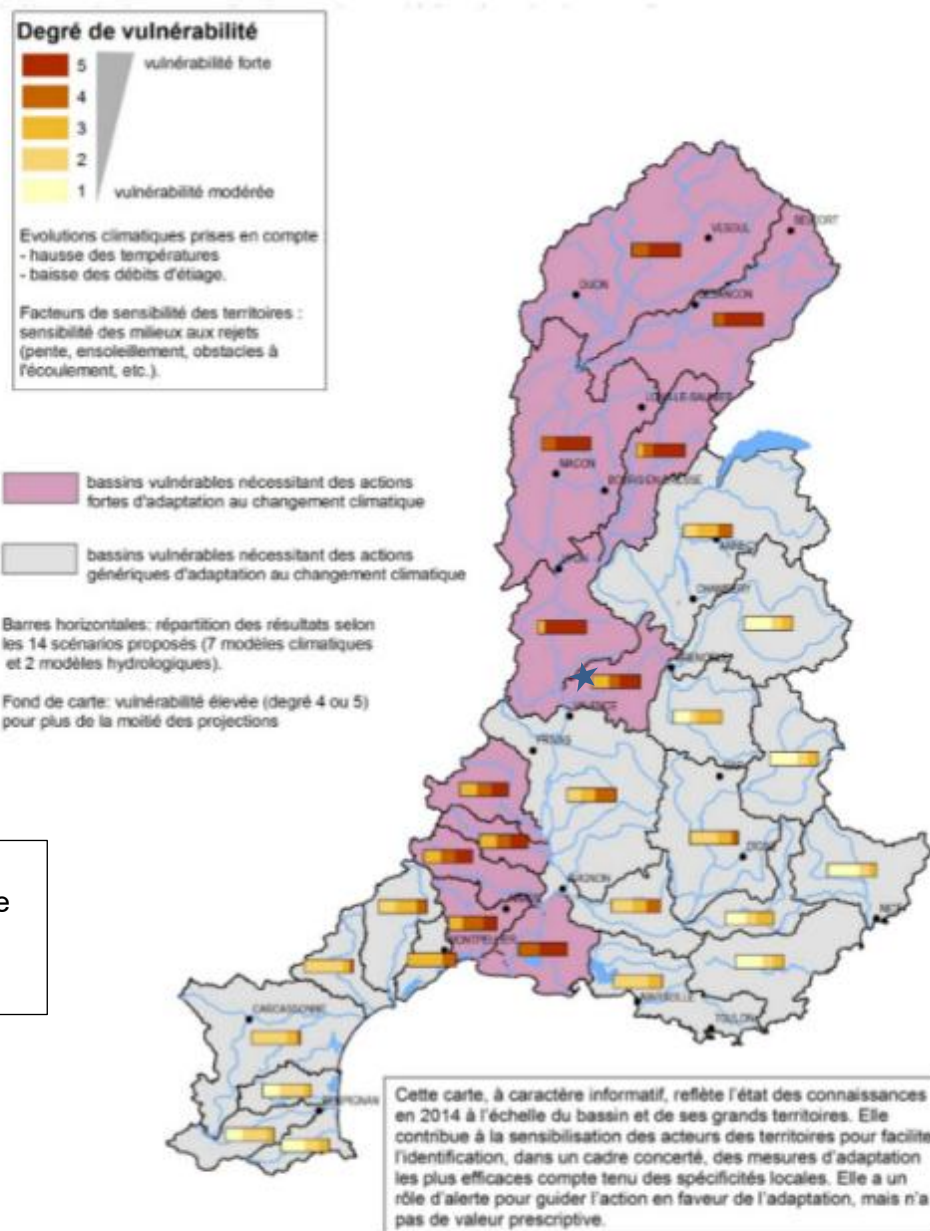 Degré de vulnérabilité
5
vulnérabilité forte
4
3
2
1
vulnérabilité modérée
Evolutions climatiques prises en compte :
- hausse des températures
- baisse des débits d'étiage.
Facteurs de sensibilité des territoires :
sensibilité des milieux aux rejets
(pente, ensoleillement, obstacles à
l'écoulement, etc.).
BELFORT
VESOUL
DIJON
BESANCON
LONS-LE-SAUNIER
bassins vulnérables nécessitant des actions
fortes d'adaptation au changement climatique
MACON
BOURG-EN-BRESSE
bassins vulnérables nécessitant des actions
génériques d'adaptation au changement climatique
ANNECY
CHAMBERY
Barres horizontales: répartition des résultats selon
les 14 scénarios proposés (7 modèles climatiques
et 2 modèles hydrologiques).
GRENOBLE
Fond de carte: vulnérabilité élevée (degré 4 ou 5)
pour plus de la moitié des projections
VALENCE
PRIVAS
DIGNE
e
AVIGNON
NICE
MONTPELLIER
CARCASSONNE
MARSEILLE
TOULON
PERPIGNAN
Cette carte, à caractère informatif, reflète l'état des connaissances
en 2014 à l'échelle du bassin et de ses grands territoires. Elle
contribue à la sensibilisation des acteurs des territoires pour facilite
l'identification, dans un cadre concerté, des mesures d'adaptation
les plus efficaces compte tenu des spécificités locales. Elle a un
rôle d'alerte pour guider l'action en faveur de l'adaptation, mais n'a
pas de valeur prescriptive.